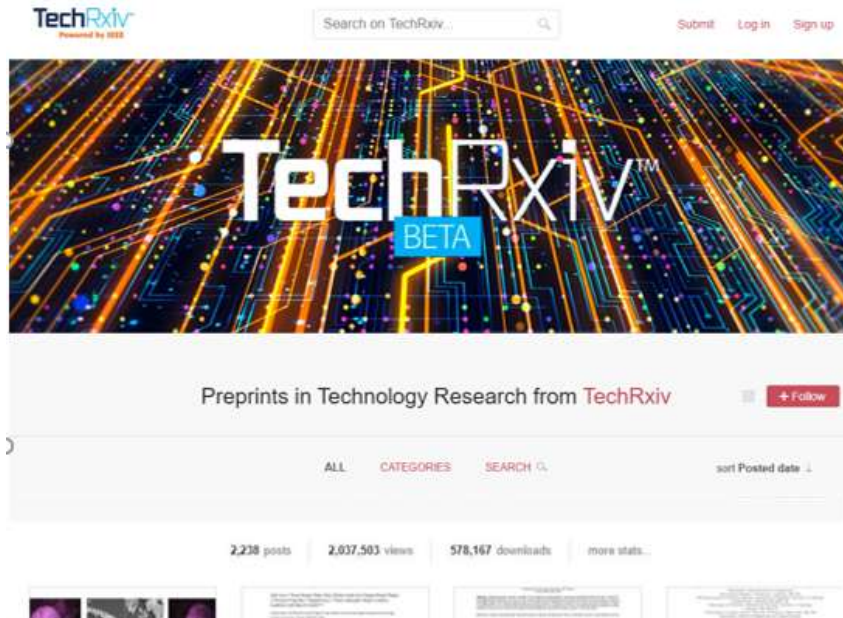 TechRxiv
Powered by IEEE
Search on TechRxiv...
Submit Log in Sign up
TechRxiv™
BETA
Preprints in Technology Research from TechRxiv
+ Follow
ALL CATEGORIES SEARCH
sort Posted date ↓
2,238 posts 2,037,503 views 578,167 downloads more stats...